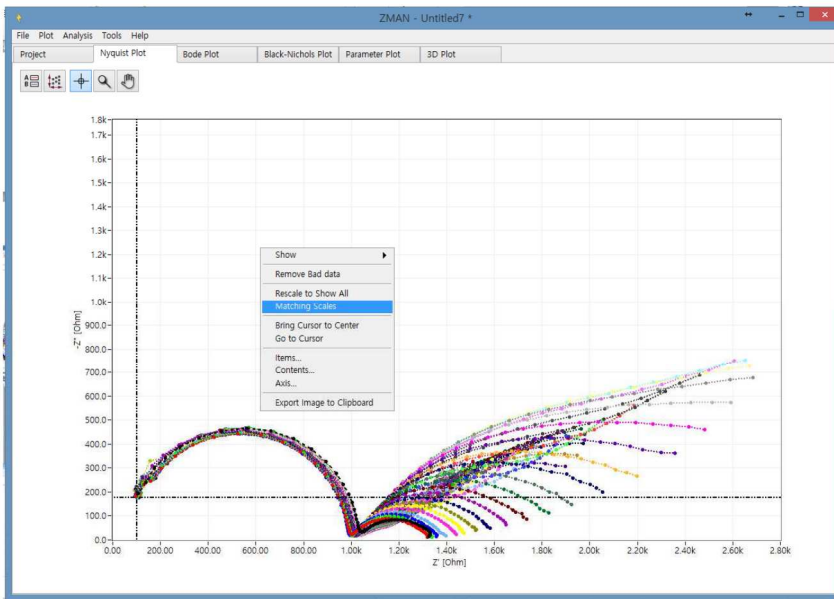 ZMAN - Untitled7 *
File Plot Analysis Tools Help
Project Nyquist Plot Bode Plot Black-Nichols Plot Parameter Plot 3D Plot
A
B
1.8k
1.7k
1.6k
1.5k
1.4k
1.3k
1.2k
1.1k
1.0k
900.0
800.0
700.0
600.0
500.0
400.0
300.0
200.0
100.0
0.0
-Z" [Ohm]
Show
Remove Bad data
Rescale to Show All
Matching Scales
Bring Cursor to Center
Go to Cursor
Items...
Contents...
Axis...
Export Image to Clipboard
0.00 200.00 400.00 600.00 800.00 1.00k 1.20k 1.40k 1.60k 1.80k 2.00k 2.20k 2.40k 2.60k 2.80k
Z' [Ohm]